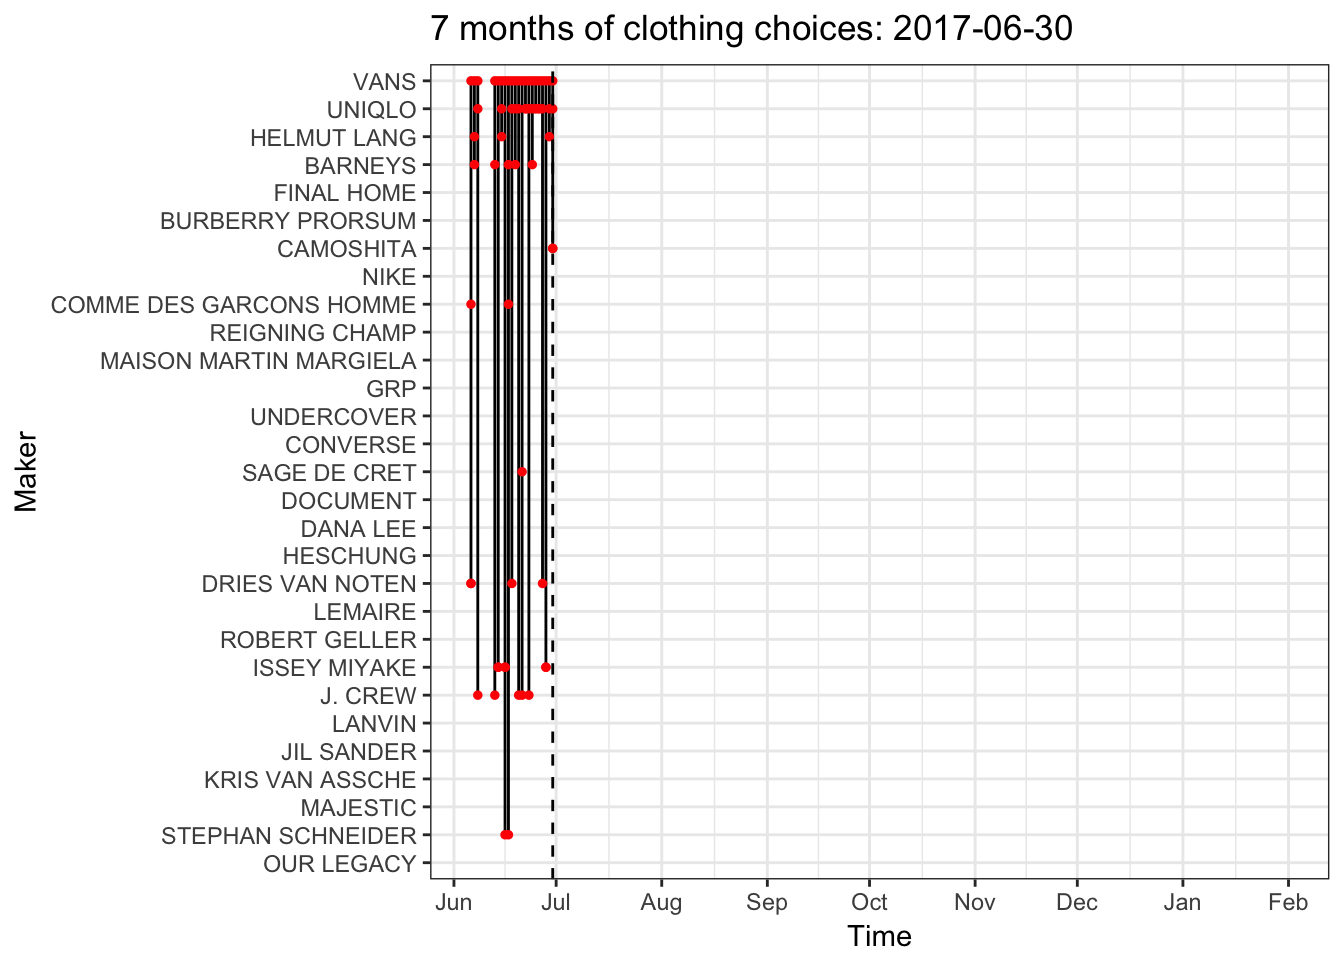 7 months of clothing choices: 2017-06-30
VANS
UNIQLO
HELMUT LANG
BARNEYS
FINAL HOME
BURBERRY PRORSUM
CAMOSHITA
NIKE
COMME DES GARCONS HOMME
REIGNING CHAMP
MAISON MARTIN MARGIELA
GRP
UNDERCOVER
CONVERSE
SAGE DE CRET
DOCUMENT
DANA LEE
HESCHUNG
DRIES VAN NOTEN
LEMAIRE
ROBERT GELLER
ISSEY MIYAKE
J. CREW
LANVIN
JIL SANDER
KRIS VAN ASSCHE
MAJESTIC
STEPHAN SCHNEIDER
OUR LEGACY
Maker
Jun Jul Aug Sep Oct Nov Dec Jan Feb
Time